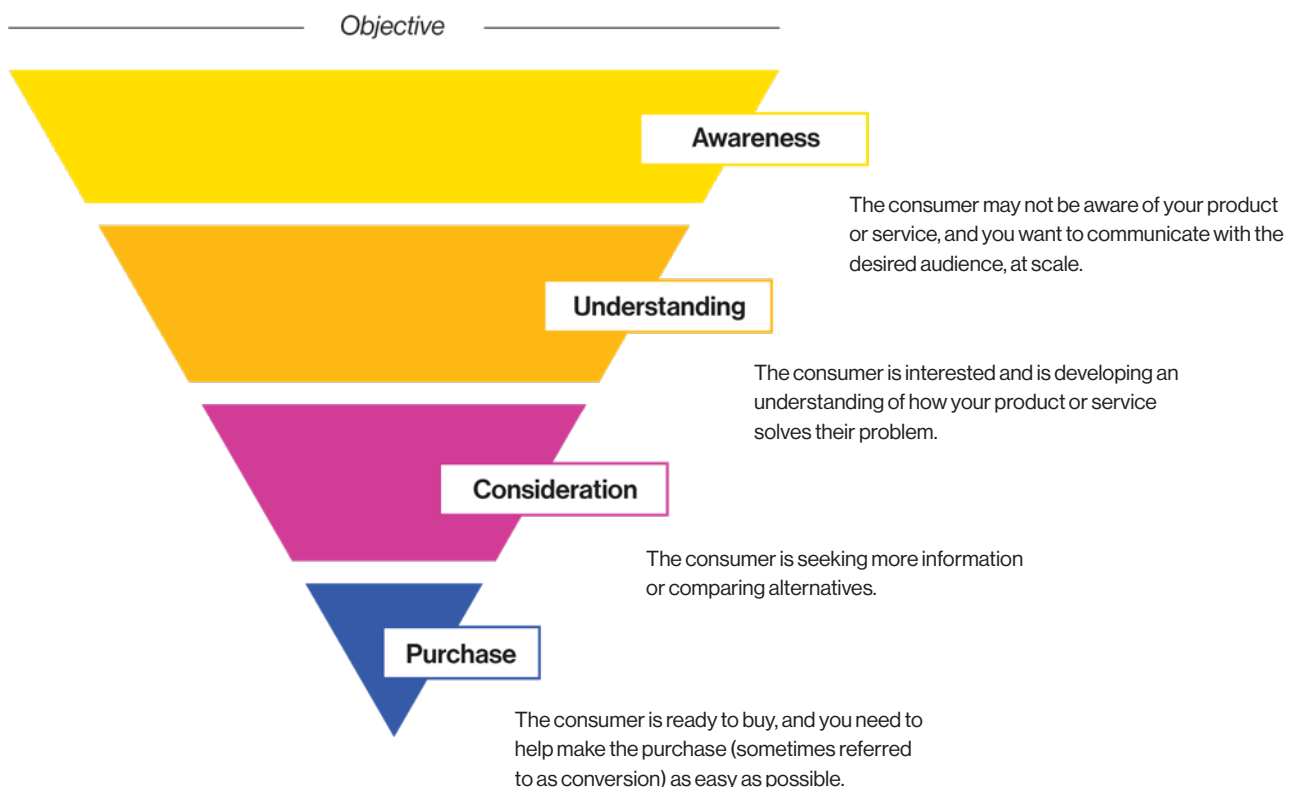 Objective
Awareness
The consumer may not be aware of your product
or service, and you want to communicate with the
desired audience, at scale.
Understanding
The consumer is interested and is developing an
understanding of how your product or service
solves their problem.
Consideration
The consumer is seeking more information
or comparing alternatives.
Purchase
The consumer is ready to buy, and you need to
help make the purchase (sometimes referred
to as conversion) as easy as possible.